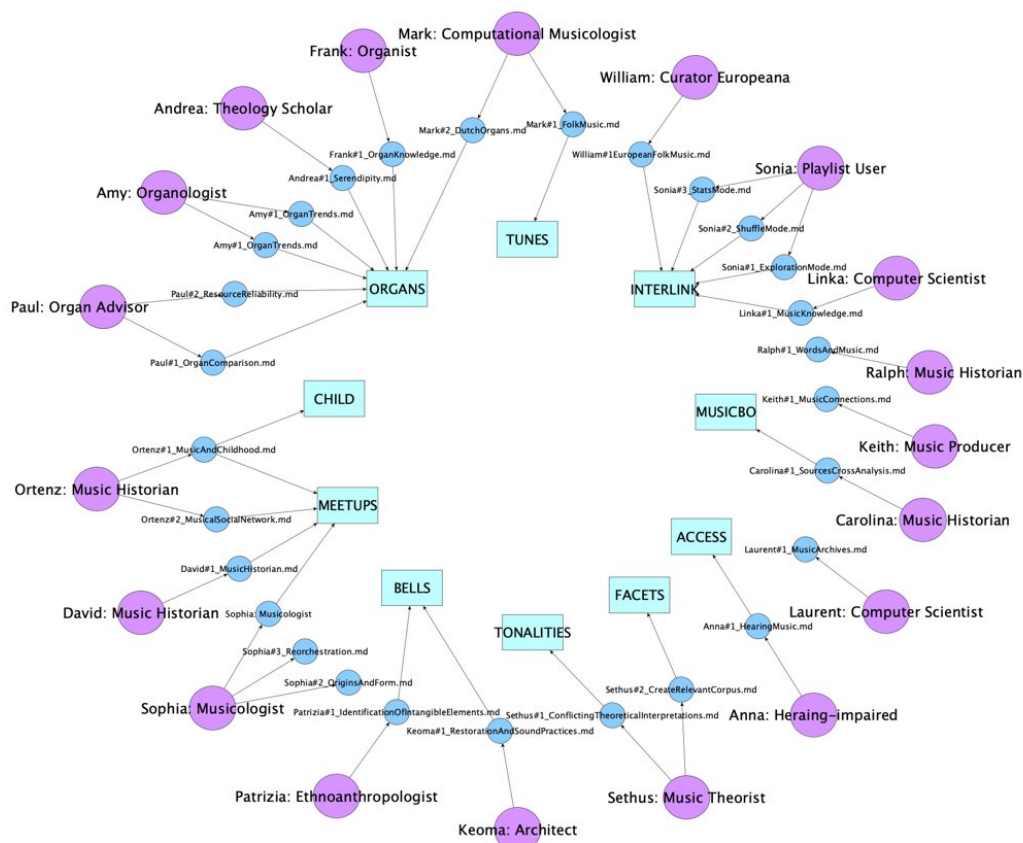 Mark: Computational Musicologist
Frank: Organist
William: Curator Europeana
Andrea: Theology Scholar
Mark#2_DutchOrgans.md
Mark#1_FolkMusic.md
Frank#1_OrganKnowledge.md
William#1EuropeanFolkMusic.md
Sonia: Playlist User
Andrea#1_Serendipity.md
Sonia#3_StatsMode.md
Amy: Organologist
Amy#1_OrganTrends.md
Sonia#2_ShuffleMode.md
TUNES
Amy#1_OrganTrends.md
Sonia#1_ExplorationMode.md
Linka: Computer Scientist
ORGANS
INTERLINK
Paul#2_ResourceReliability.md
Paul: Organ Advisor
Linka#1_MusicKnowledge.md
Ralph#1_WordsAndMusic.md
Paul#1_OrganComparison.md
Ralph: Music Historian
CHILD
Keith#1_MusicConnections.md
MUSICBO
Keith: Music Producer
Ortenz#1_MusicAndChildhood.md
Carolina#1_SourcesCrossAnalysis.md
Ortenz: Music Historian
MEETUPS
Ortenz#2_MusicalSocialNetwork.md
Carolina: Music Historian
ACCESS
Laurent#1_MusicArchives.md
David#1_MusicHistorian.md
BELLS
FACETS
David: Music Historian
Sophia: Musicologist
Laurent: Computer Scientist
Anna#1_HearingMusic.md
TONALITIES
Sophia#3_Reorchestration.md
Sophia#2_OriginsAndForm.md
Sethus#2_CreateRelevantCorpus.md
Sophia: Musicologist
Patrizia#1_IdentificationOfIntangibleElements.md
Sethus#1_ConflictingTheoreticalInterpretations.md
Anna: Heraing-impaired
Keoma#1_RestorationAndSoundPractices.md
Patrizia: Ethnoanthropologist
Sethus: Music Theorist
Keoma: Architect